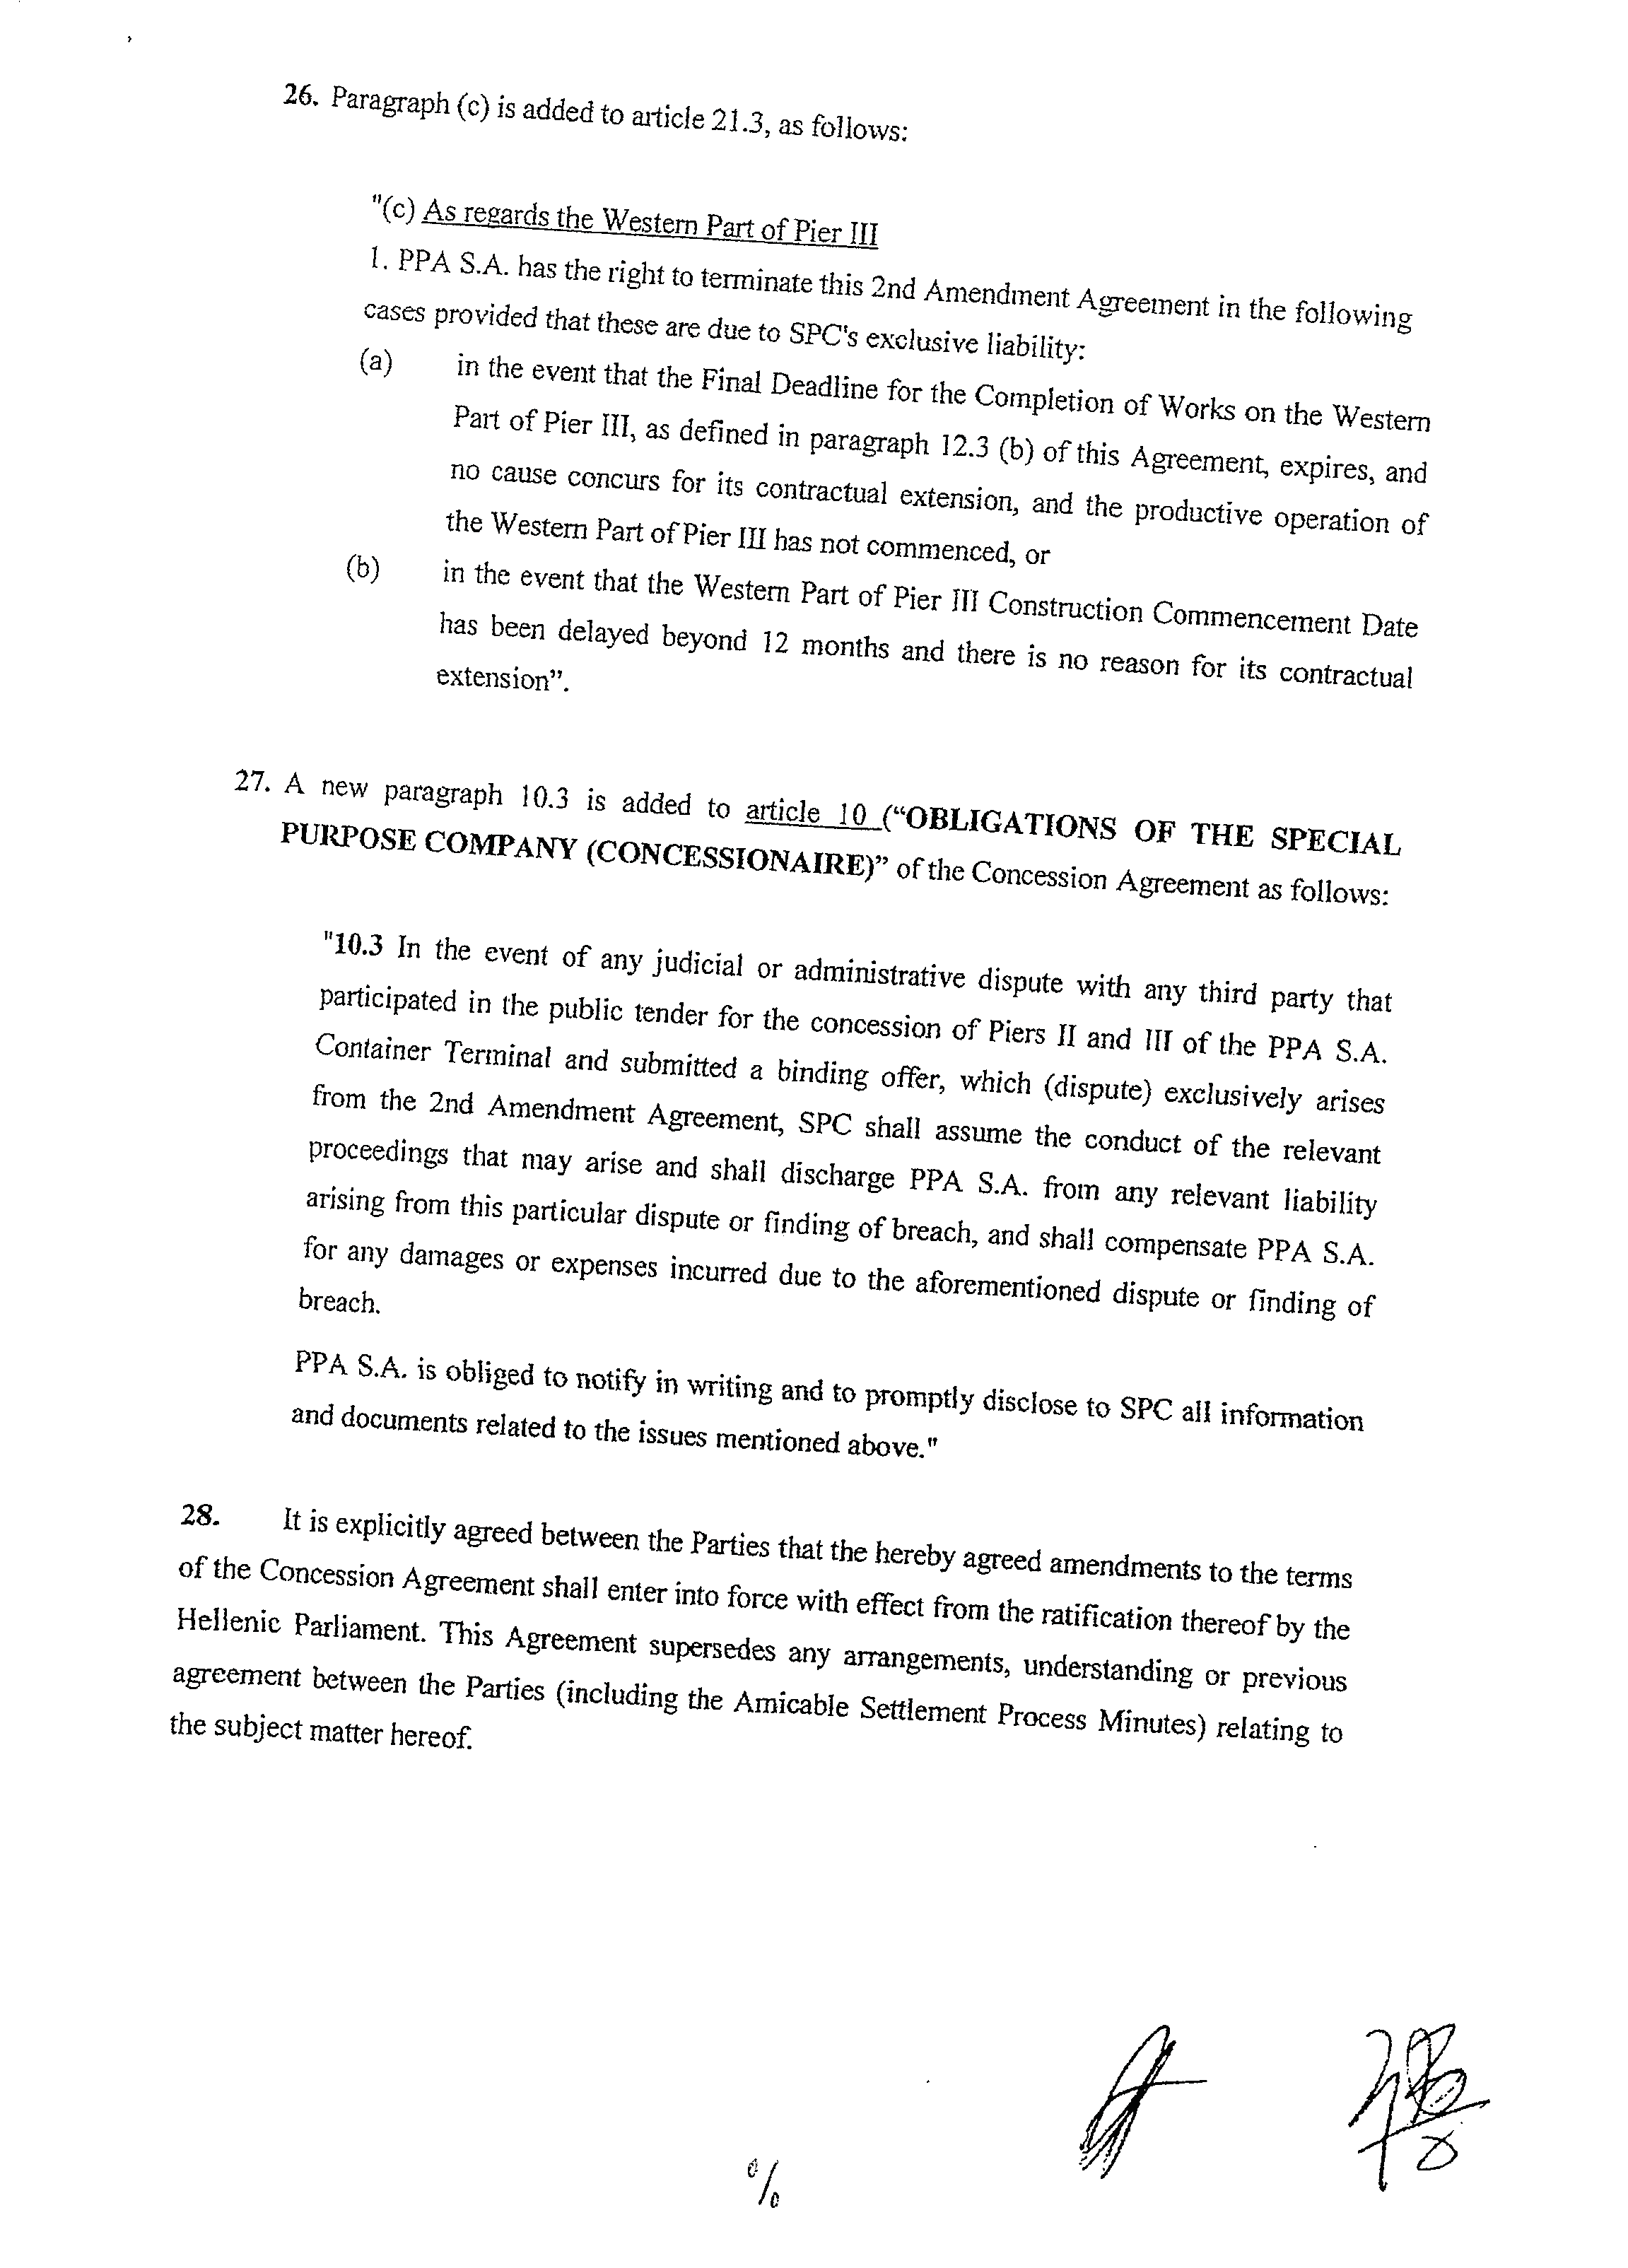 26. Paragraph (c) is added to article 21.3, as follows:
"(c) As regards the Western Part of Pier III
1. PPA S.A. has the right to terminate this 2nd Amendment Agreement in the following
cases provided that these are due to SPC's exclusive liability:
(a) in the event that the Final Deadline for the Completion of Works on the Western
Part of Pier III, as defined in paragraph 12.3 (b) of this Agreement, expires, and
no cause concurs for its contractual extension, and the productive operation of
the Western Part of Pier III has not commenced, or
(b) in the event that the Western Part of Pier III Construction Commencement Date
has been delayed beyond 12 months and there is no reason for its contractual
extension”.
27. A new paragraph 10.3 is added to article 10 (“OBLIGATIONS OF THE SPECIAL
PURPOSE COMPANY (CONCESSIONAIRE)” of the Concession Agreement as follows:
"10.3 In the event of any judicial or administrative dispute with any third party that
participated in the public tender for the concession of Piers II and III of the PPA S.A.
Container Terminal and submitted a binding offer, which (dispute) exclusively arises
from the 2nd Amendment Agreement, SPC shall assume the conduct of the relevant
proceedings that may arise and shall discharge PPA S.A. from any relevant liability
arising from this particular dispute or finding of breach, and shall compensate PPA S.A.
for any damages or expenses incurred due to the aforementioned dispute or finding of
breach.
PPA S.A. is obliged to notify in writing and to promptly disclose to SPC all information
and documents related to the issues mentioned above."
28. It is explicitly agreed between the Parties that the hereby agreed amendments to the terms
of the Concession Agreement shall enter into force with effect from the ratification thereof by the
Hellenic Parliament. This Agreement supersedes any arrangements, understanding or previous
agreement between the Parties (including the Amicable Settlement Process Minutes) relating to
the subject matter hereof.